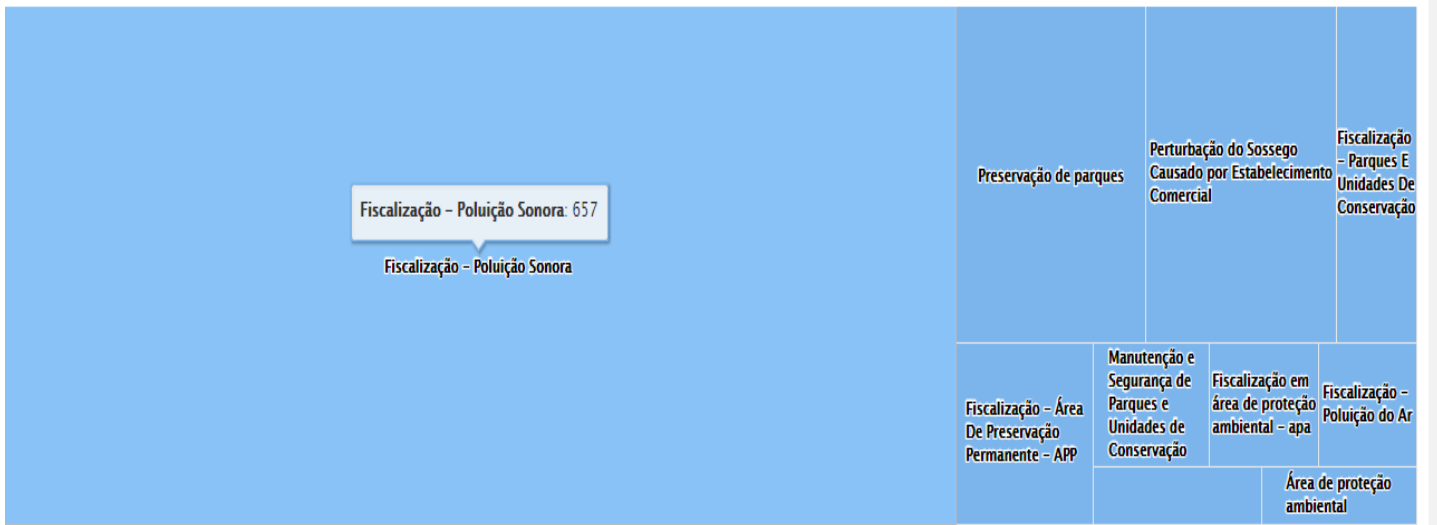 Fiscalização – Poluição Sonora: 657
Fiscalização – Poluição Sonora
Preservação de parques
Perturbação do Sossego
Causado por Estabelecimento
Comercial
Fiscalização
– Parques E
Unidades De
Conservação
Fiscalização – Área
De Preservação
Permanente – APP
Manutenção e
Segurança de
Parques e
Unidades de
Conservação
Fiscalização em
área de proteção
ambiental – apa
Fiscalização –
Poluição do Ar
Área de proteção
ambiental